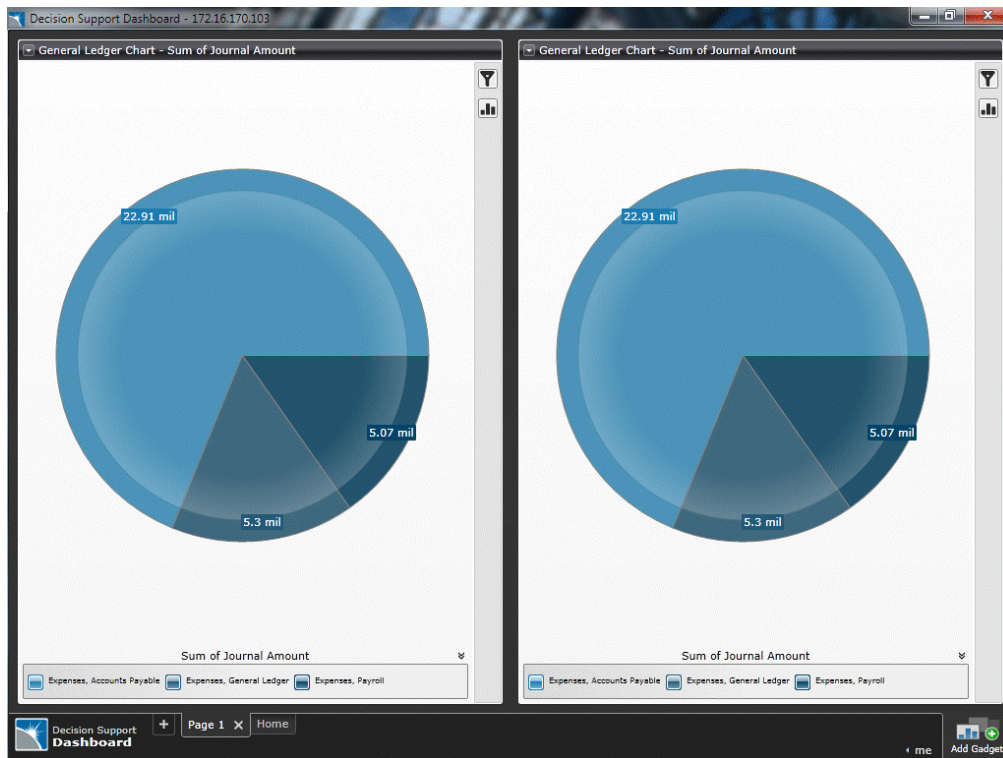 Decision Support Dashboard - 172.16.170.103
General Ledger Chart - Sum of Journal Amount
22.91 mil
5.07 mil
5.3 mil
Sum of Journal Amount
Expenses, Accounts Payable Expenses, General Ledger Expenses, Payroll
General Ledger Chart - Sum of Journal Amount
22.91 mil
5.07 mil
5.3 mil
Sum of Journal Amount
Expenses, Accounts Payable Expenses, General Ledger Expenses, Payroll
Decision Support
Dashboard
+ Page 1 X Home
me
Add Gadget